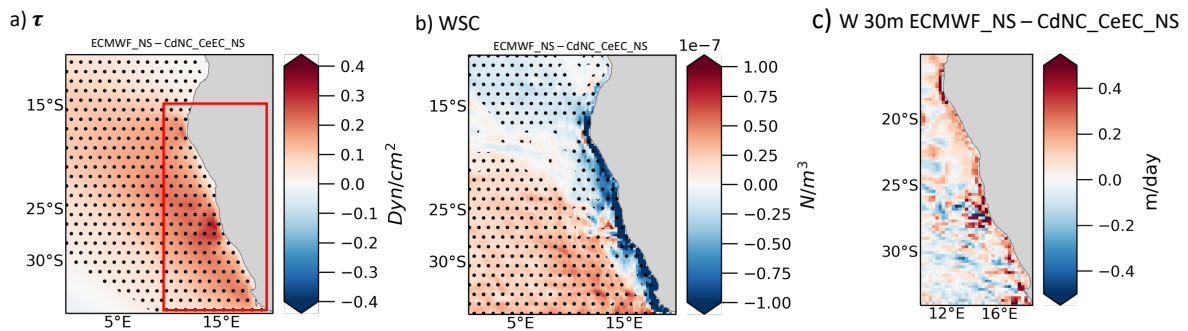 a) τ
ECMWF_NS – CdNC_CeEC_NS
15°S
20°S
25°S
30°S
5°E
15°E
0.4
0.3
0.2
0.1
0.0
−0.1
−0.2
−0.3
−0.4
Dyn/cm²
b) WSC
ECMWF_NS – CdNC_CeEC_NS
1e-7
15°S
20°S
25°S
30°S
5°E
15°E
1.00
0.75
0.50
0.25
0.00
−0.25
−0.50
−0.75
−1.00
N/m³
c) W 30m ECMWF_NS – CdNC_CeEC_NS
20°S
25°S
30°S
12°E
16°E
0.4
0.2
0.0
−0.2
−0.4
m/day